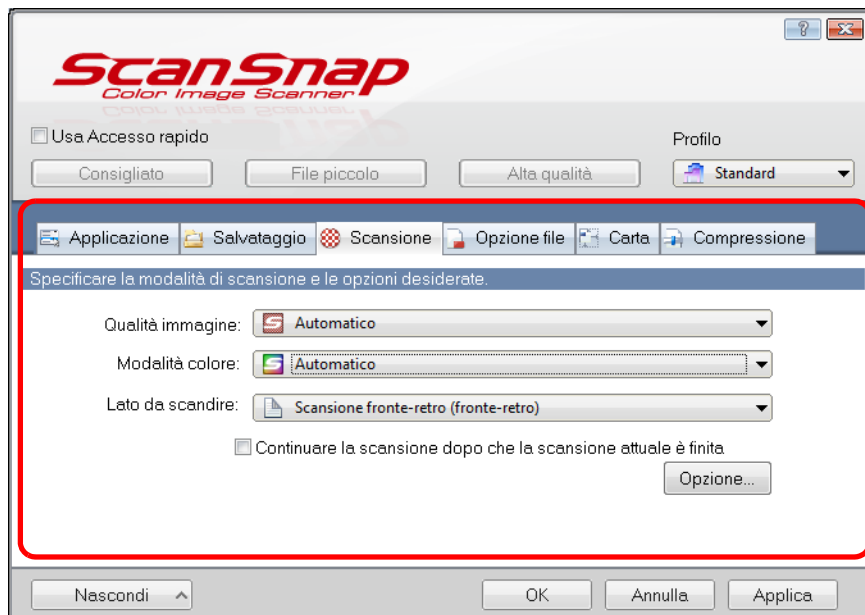 ScanSnap
Color Image Scanner
Usa Accesso rapido
Profilo
Consigliato File piccolo Alta qualità Standard
Applicazione Salvataggio Scansione Opzione file Carta Compressione
Specificare la modalità di scansione e le opzioni desiderate.
Qualità immagine: Automatico
Modalità colore: Automatico
Lato da scandire: Scansione fronte-retro (fronte-retro)
Continuare la scansione dopo che la scansione attuale è finita
Opzione...
Nascondi OK Annulla Applica